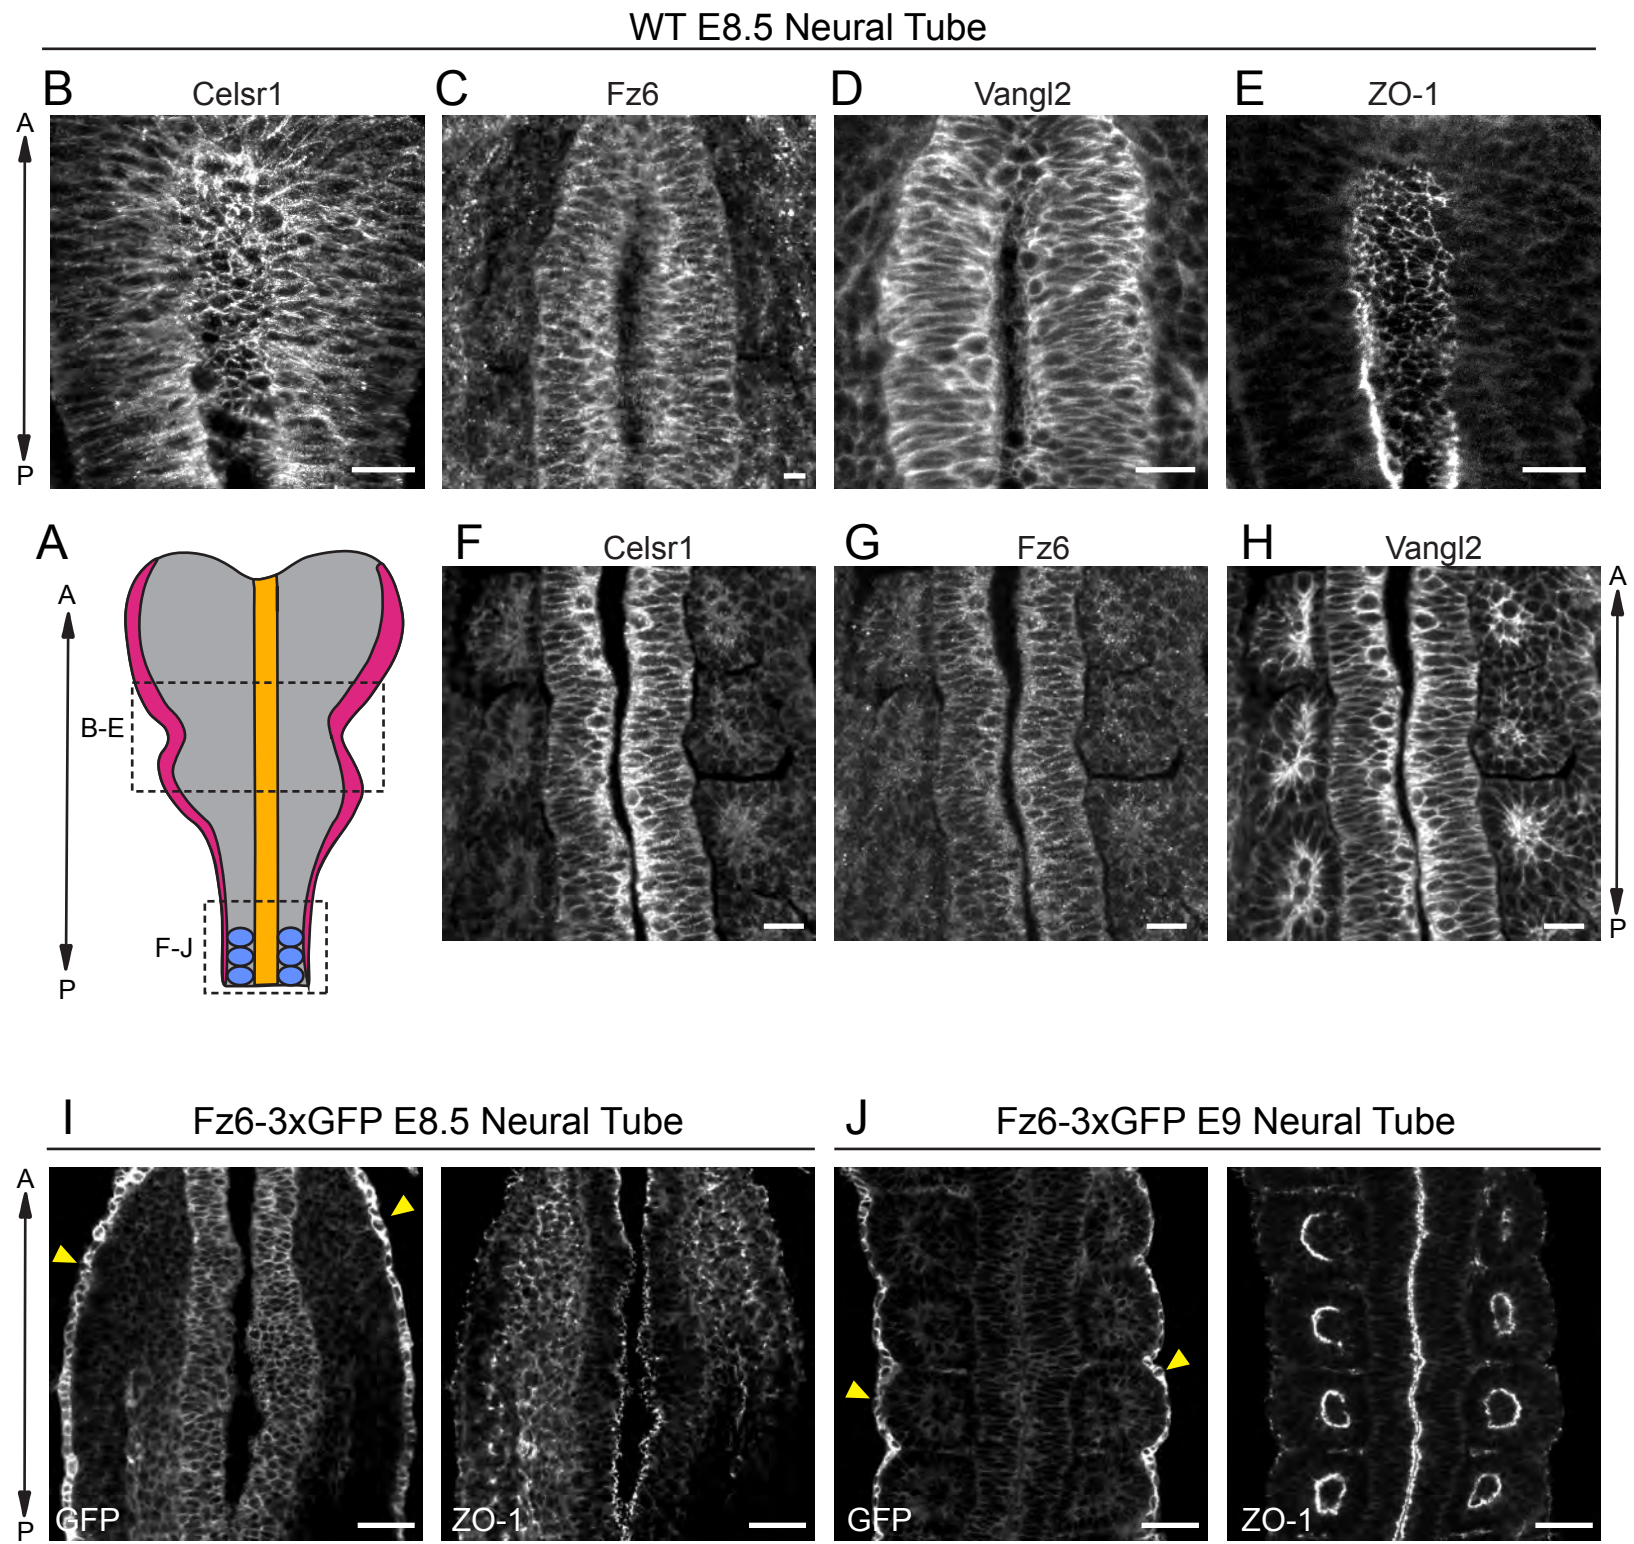 WT E8.5 Neural Tube
B Celsr1 C Fz6 D Vangl2 E ZO-1
A
P
A F Celsr1 G Fz6 H Vangl2
A
A
B-E
F-J
P
P
I Fz6-3xGFP E8.5 Neural Tube J Fz6-3xGFP E9 Neural Tube
A
P
GFP ZO-1 GFP ZO-1